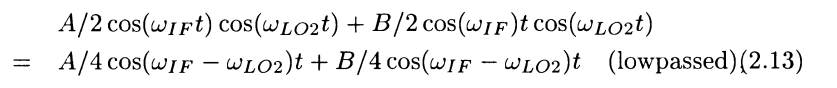 A/2 cos(ω_{IF}t) cos(ω_{LO2}t) + B/2 cos(ω_{IF})t cos(ω_{LO2}t)
= A/4 cos(ω_{IF} − ω_{LO2})t + B/4 cos(ω_{IF} − ω_{LO2})t (lowpassed)(2.13)